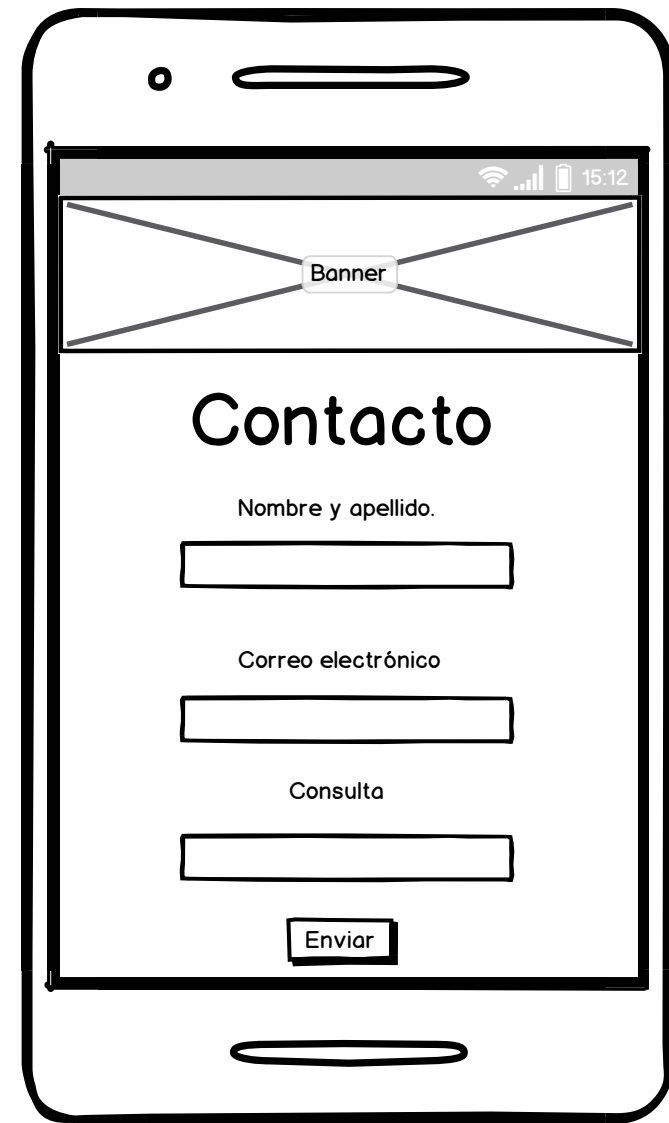 15:12
Banner
Contacto
Nombre y apellido.
Correo electrónico
Consulta
Enviar